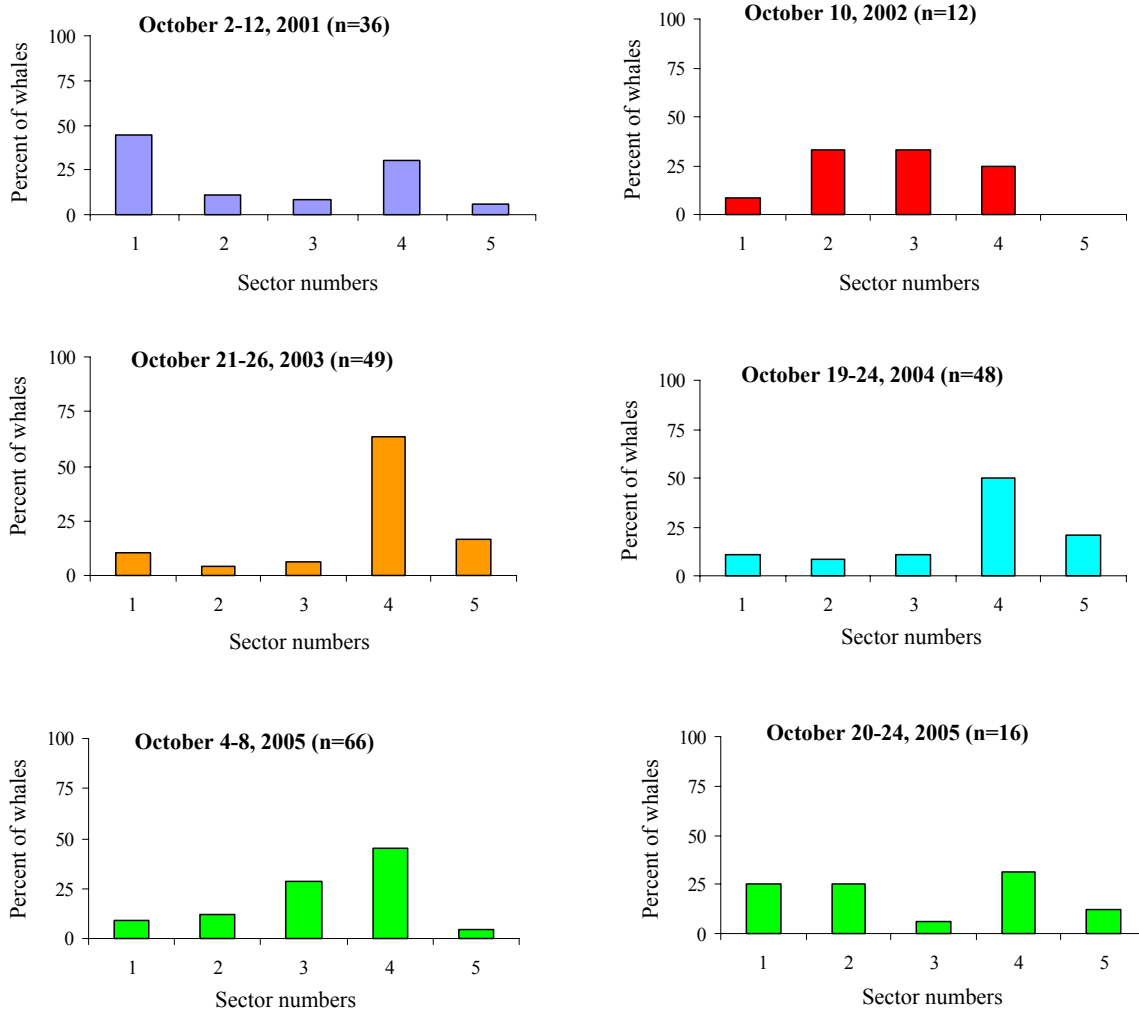 October 2-12, 2001 (n=36)
Percent of whales
100
75
50
25
0
1 2 3 4 5
Sector numbers
October 10, 2002 (n=12)
Percent of whales
100
75
50
25
0
1 2 3 4 5
Sector numbers
October 21-26, 2003 (n=49)
Percent of whales
100
75
50
25
0
1 2 3 4 5
Sector numbers
October 19-24, 2004 (n=48)
Percent of whales
100
75
50
25
0
1 2 3 4 5
Sector numbers
October 4-8, 2005 (n=66)
Percent of whales
100
75
50
25
0
1 2 3 4 5
Sector numbers
October 20-24, 2005 (n=16)
Percent of whales
100
75
50
25
0
1 2 3 4 5
Sector numbers